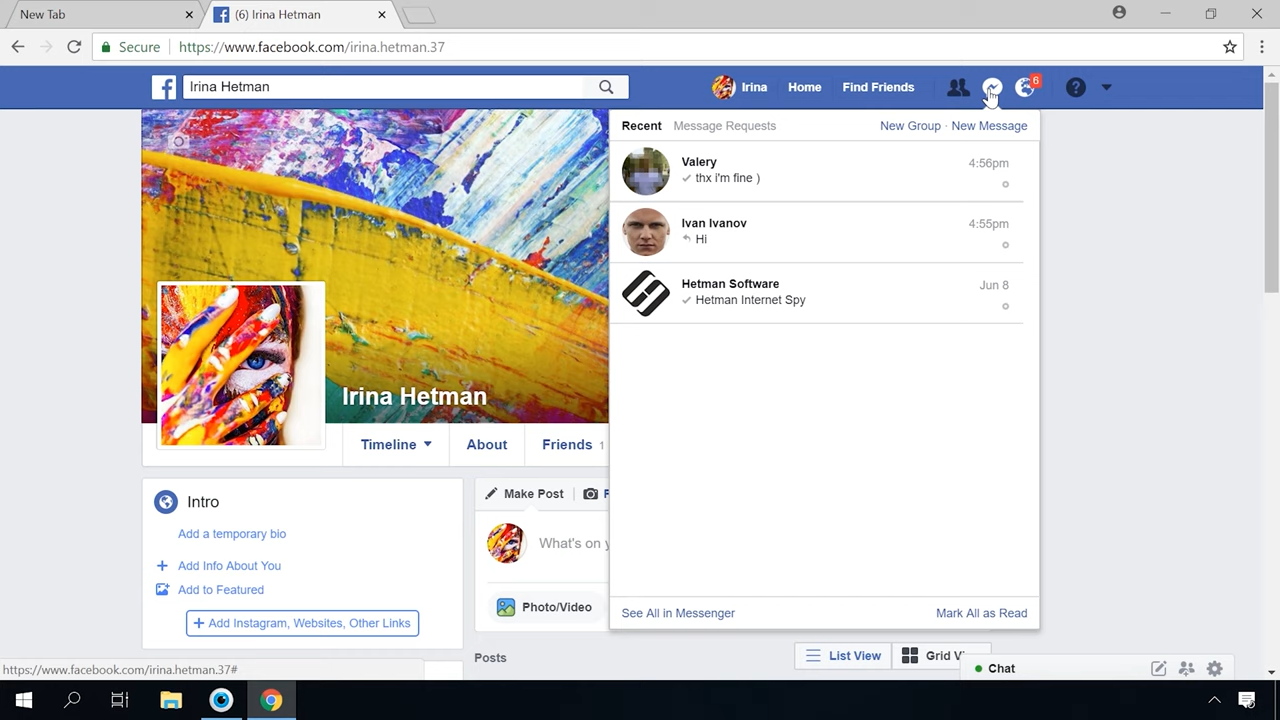 New Tab
(6) Irina Hetman
Secure
https://www.facebook.com/irina.hetman.37
Irina Hetman
Irina
Home
Find Friends
6
Recent
Message Requests
New Group · New Message
Valery
4:56pm
thx i'm fine )
Ivan Ivanov
4:55pm
Hi
Hetman Software
Jun 8
Hetman Internet Spy
See All in Messenger
Mark All as Read
Irina Hetman
Timeline
About
Friends 1
Intro
Add a temporary bio
Add Info About You
Add to Featured
Add Instagram, Websites, Other Links
Make Post
What's on
Photo/Video
Posts
List View
Grid
Chat
https://www.facebook.com/irina.hetman.37#